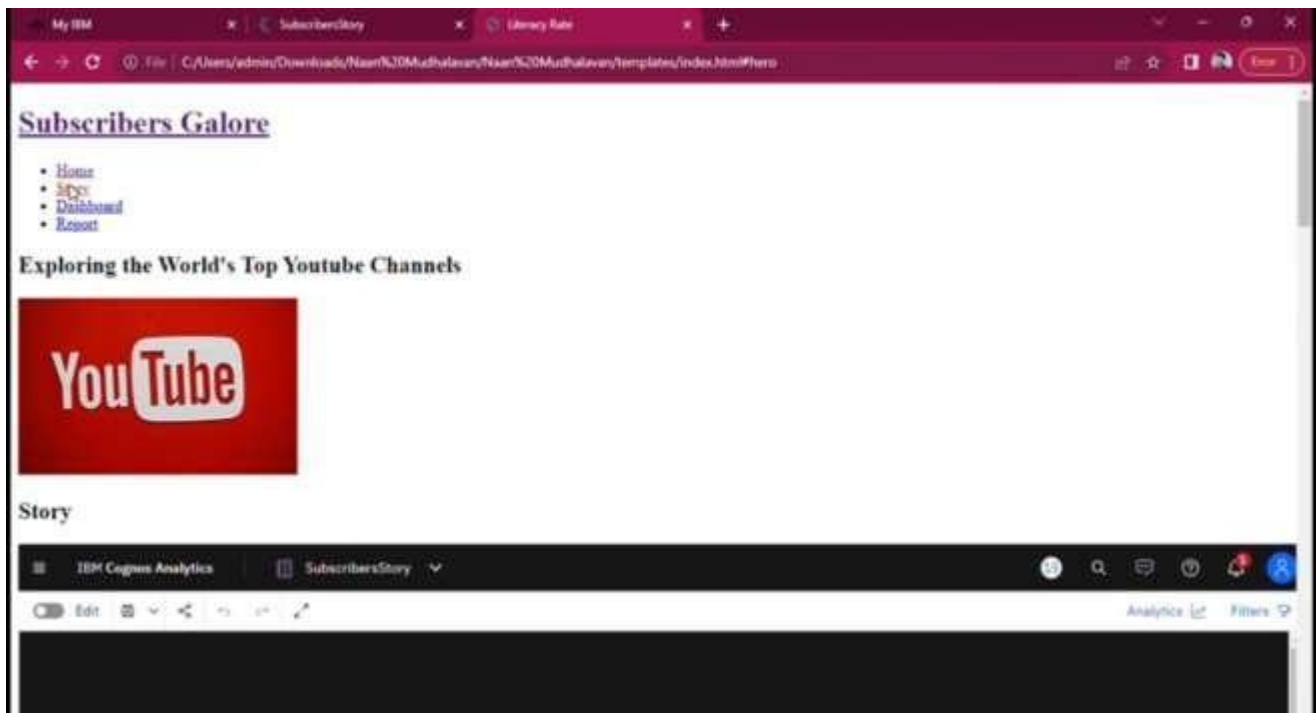 My IBM SubscribersStory Literacy Rate
File C:/Users/admin/Downloads/Naan%20Mudhalavan/Naan%20Mudhalavan/templates/index.html#hero Error
Subscribers Galore
Home
Story
Dashboard
Report
Exploring the World's Top Youtube Channels
YouTube
Story
IBM Cognos Analytics SubscribersStory
Edit Analytics Filters